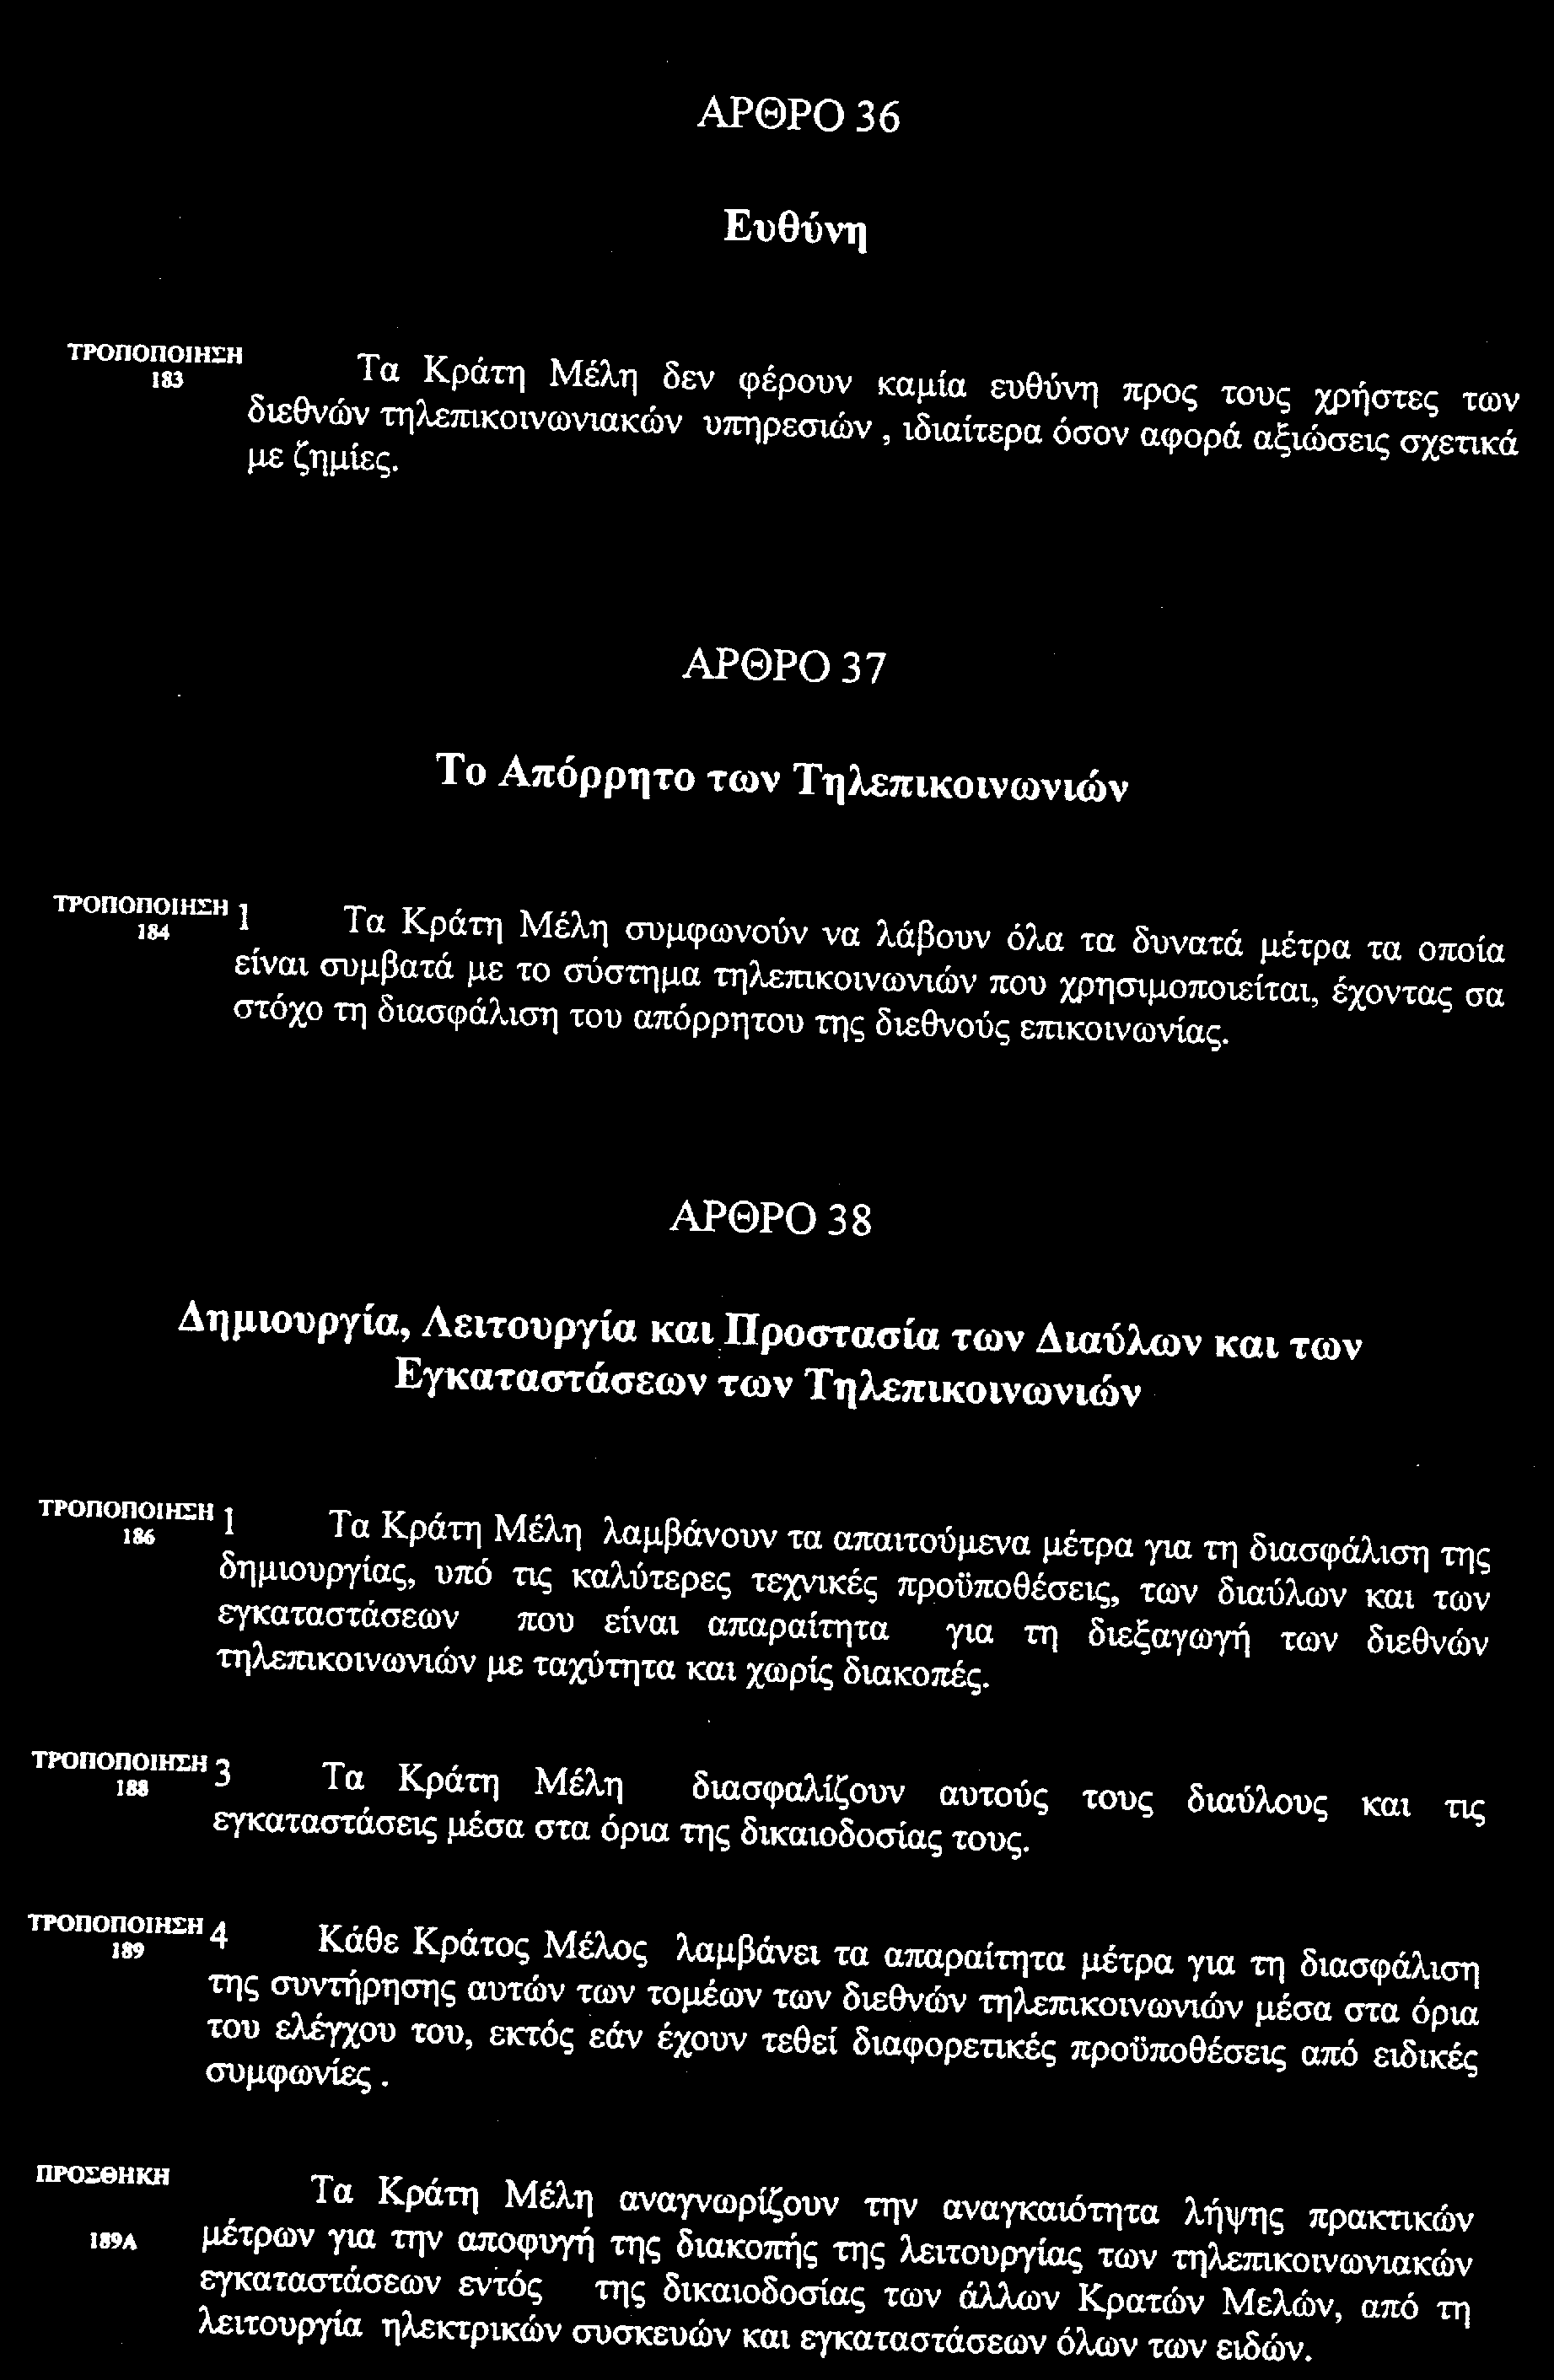 ΑΡΘΡΟ 36
Ευθύνη
ΤΡΟΠΟΠΟΙΗΣΗ
183
Τα Κράτη Μέλη δεν φέρουν καμία ευθύνη προς τους χρήστες των
διεθνών τηλεπικοινωνιακών υπηρεσιών , ιδιαίτερα όσον αφορά αξιώσεις σχετικά
με ζημίες.
ΑΡΘΡΟ 37
Το Απόρρητο των Τηλεπικοινωνιών
ΤΡΟΠΟΠΟΙΗΣΗ
184
1 Τα Κράτη Μέλη συμφωνούν να λάβουν όλα τα δυνατά μέτρα τα οποία
είναι συμβατά με το σύστημα τηλεπικοινωνιών που χρησιμοποιείται, έχοντας σα
στόχο τη διασφάλιση του απόρρητου της διεθνούς επικοινωνίας.
ΑΡΘΡΟ 38
Δημιουργία, Λειτουργία και Προστασία των Διαύλων και των
Εγκαταστάσεων των Τηλεπικοινωνιών
ΤΡΟΠΟΠΟΙΗΣΗ
186
1 Τα Κράτη Μέλη λαμβάνουν τα απαιτούμενα μέτρα για τη διασφάλιση της
δημιουργίας, υπό τις καλύτερες τεχνικές προϋποθέσεις, των διαύλων και των
εγκαταστάσεων που είναι απαραίτητα για τη διεξαγωγή των διεθνών
τηλεπικοινωνιών με ταχύτητα και χωρίς διακοπές.
ΤΡΟΠΟΠΟΙΗΣΗ
188
3 Τα Κράτη Μέλη διασφαλίζουν αυτούς τους διαύλους και τις
εγκαταστάσεις μέσα στα όρια της δικαιοδοσίας τους.
ΤΡΟΠΟΠΟΙΗΣΗ
189
4 Κάθε Κράτος Μέλος λαμβάνει τα απαραίτητα μέτρα για τη διασφάλιση
της συντήρησης αυτών των τομέων των διεθνών τηλεπικοινωνιών μέσα στα όρια
του ελέγχου του, εκτός εάν έχουν τεθεί διαφορετικές προϋποθέσεις από ειδικές
συμφωνίες .
ΠΡΟΣΘΗΚΗ
189Α
Τα Κράτη Μέλη αναγνωρίζουν την αναγκαιότητα λήψης πρακτικών
μέτρων για την αποφυγή της διακοπής της λειτουργίας των τηλεπικοινωνιακών
εγκαταστάσεων εντός της δικαιοδοσίας των άλλων Κρατών Μελών, από τη
λειτουργία ηλεκτρικών συσκευών και εγκαταστάσεων όλων των ειδών.